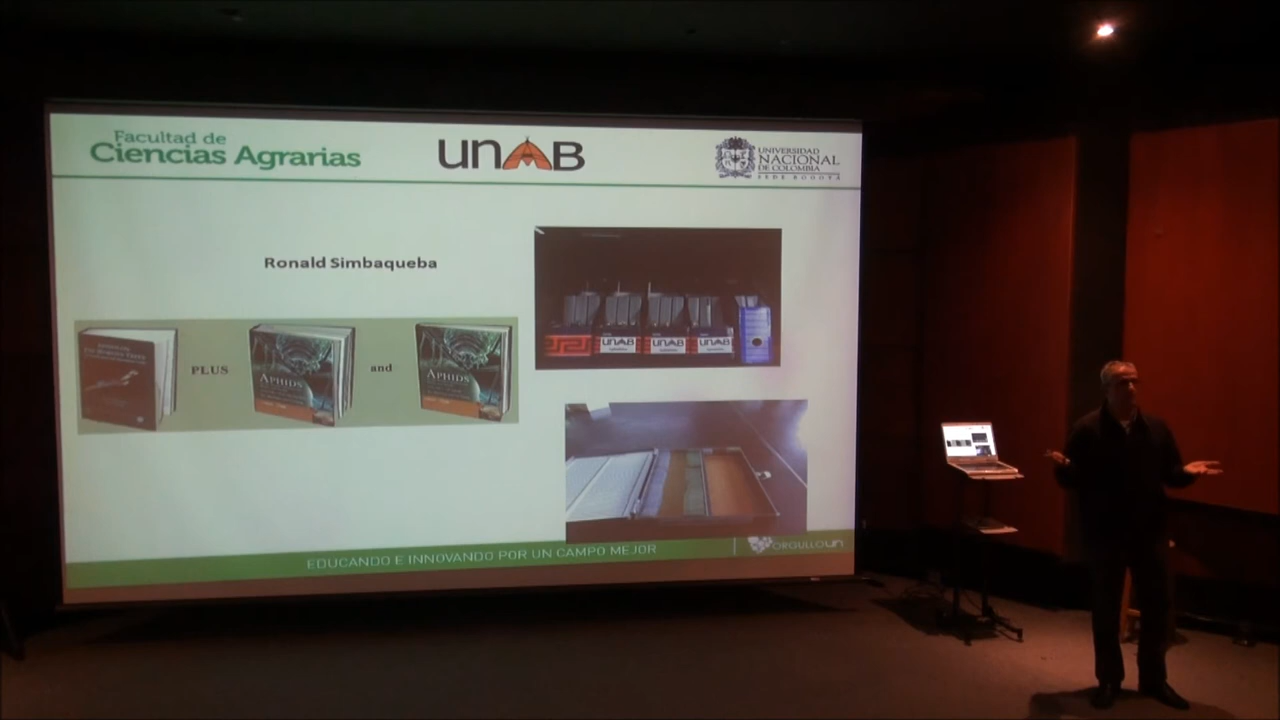 Facultad de
Ciencias Agrarias
UNAB
UNIVERSIDAD
NACIONAL
DE COLOMBIA
SEDE BOGOTÁ
Ronald Simbaqueba
PLUS
APHIDS
and
APHIDS
UNAB
UNAB
UNAB
EDUCANDO E INNOVANDO POR UN CAMPO MEJOR
ORGULLO UN